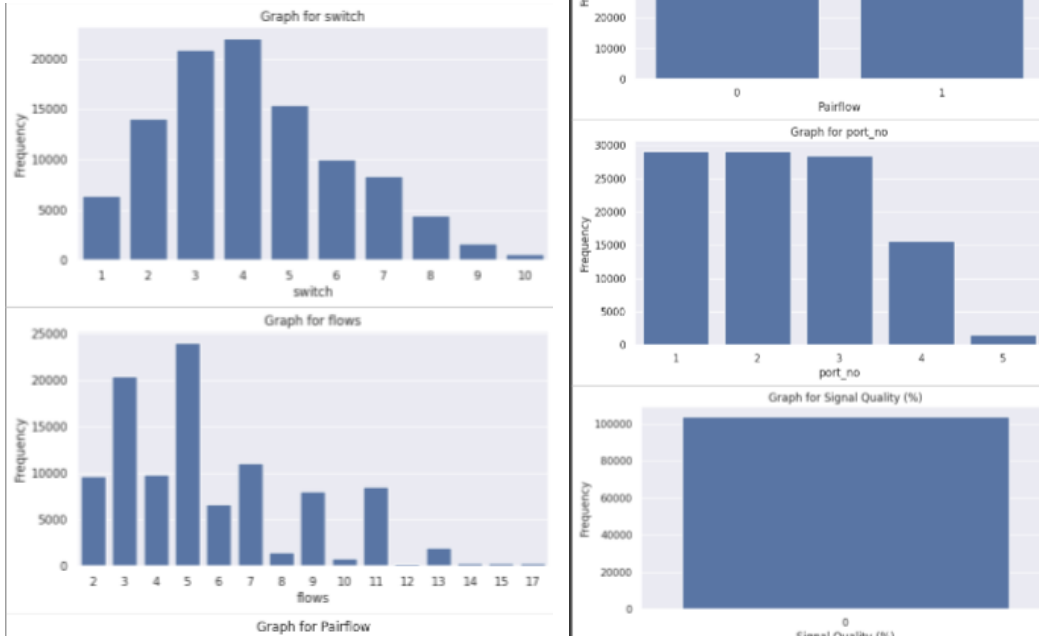 Graph for switch
20000
15000
10000
5000
0
Frequency
1 2 3 4 5 6 7 8 9 10
switch
Graph for flows
25000
20000
15000
10000
5000
0
Frequency
2 3 4 5 6 7 8 9 10 11 12 13 14 15 17
flows
Graph for Pairflow
20000
10000
0
0 1
Pairflow
Graph for port_no
30000
25000
20000
15000
10000
5000
0
Frequency
1 2 3 4 5
port_no
Graph for Signal Quality (%)
100000
80000
60000
40000
20000
0
Frequency
0
Signal Quality (%)